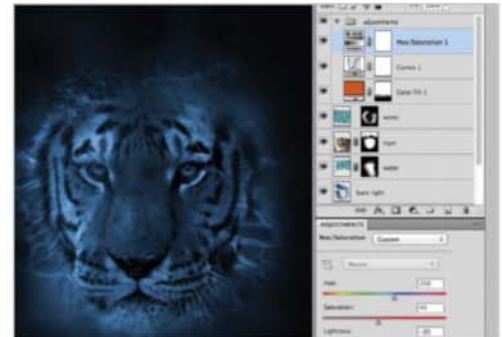 adjustments
Hue/Saturation 1
Curves 1
Color Fill 1
water
tiger
water
back light
ADJUSTMENTS
Hue/Saturation
Custom
Master
Hue:
Saturation:
Lightness: